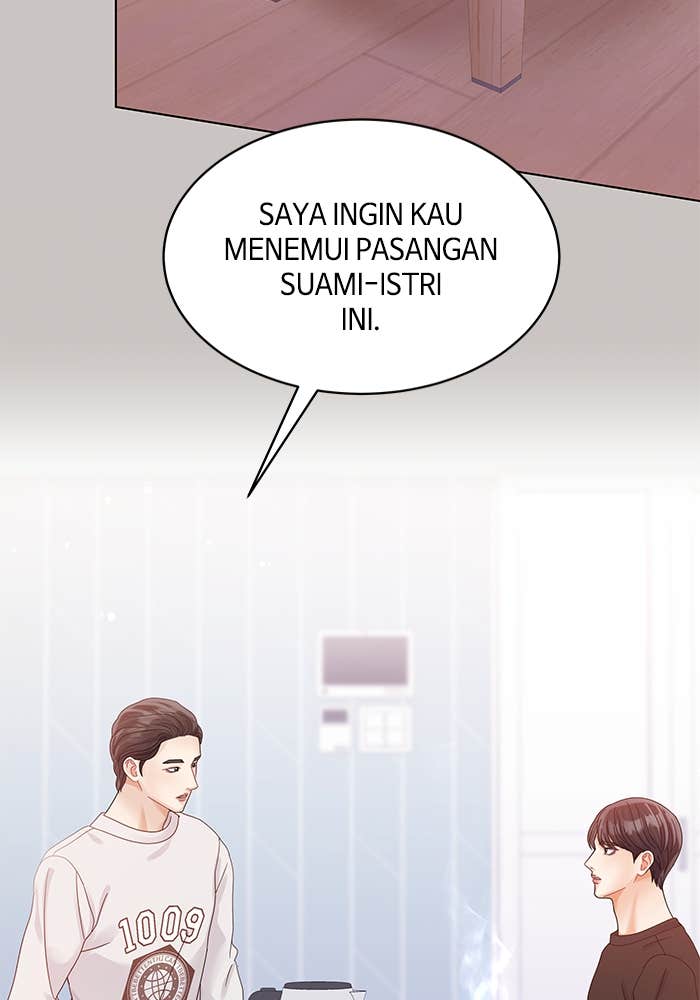 SAYA INGIN KAU
MENEMUI PASANGAN
SUAMI-ISTRI
INI.
1009